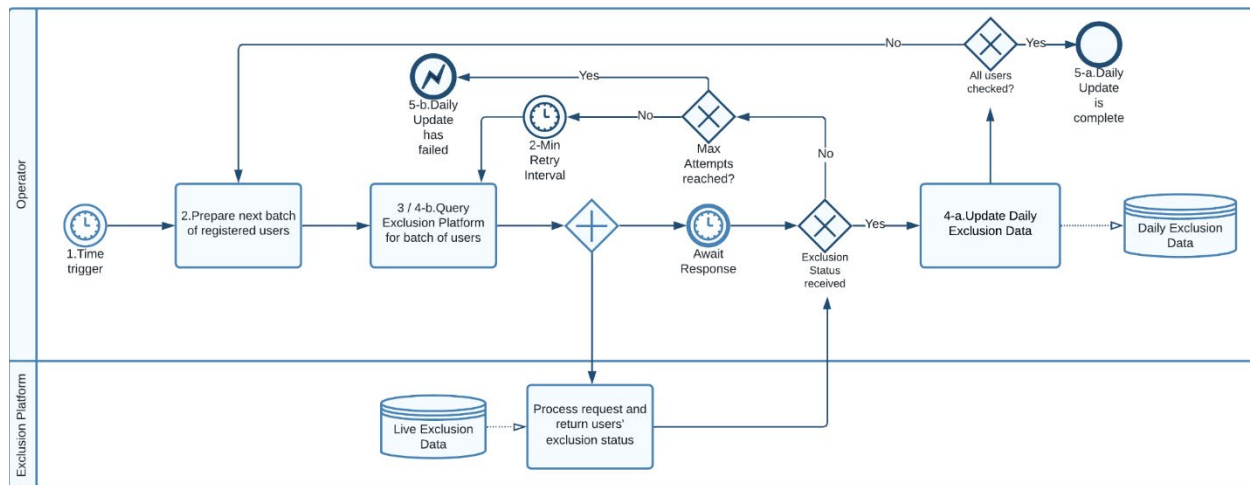 Operator
No
Yes
All users
checked?
5-a.Daily
Update
is
complete
Yes
5-b.Daily
Update
has
failed
No
2-Min
Retry
Interval
Max
Attempts
reached?
No
1.Time
trigger
2.Prepare next batch
of registered users
3 / 4-b.Query
Exclusion Platform
for batch of users
Await
Response
Exclusion
Status
received
Yes
4-a.Update Daily
Exclusion Data
Daily Exclusion
Data
Exclusion Platform
Live Exclusion
Data
Process request and
return users'
exclusion status